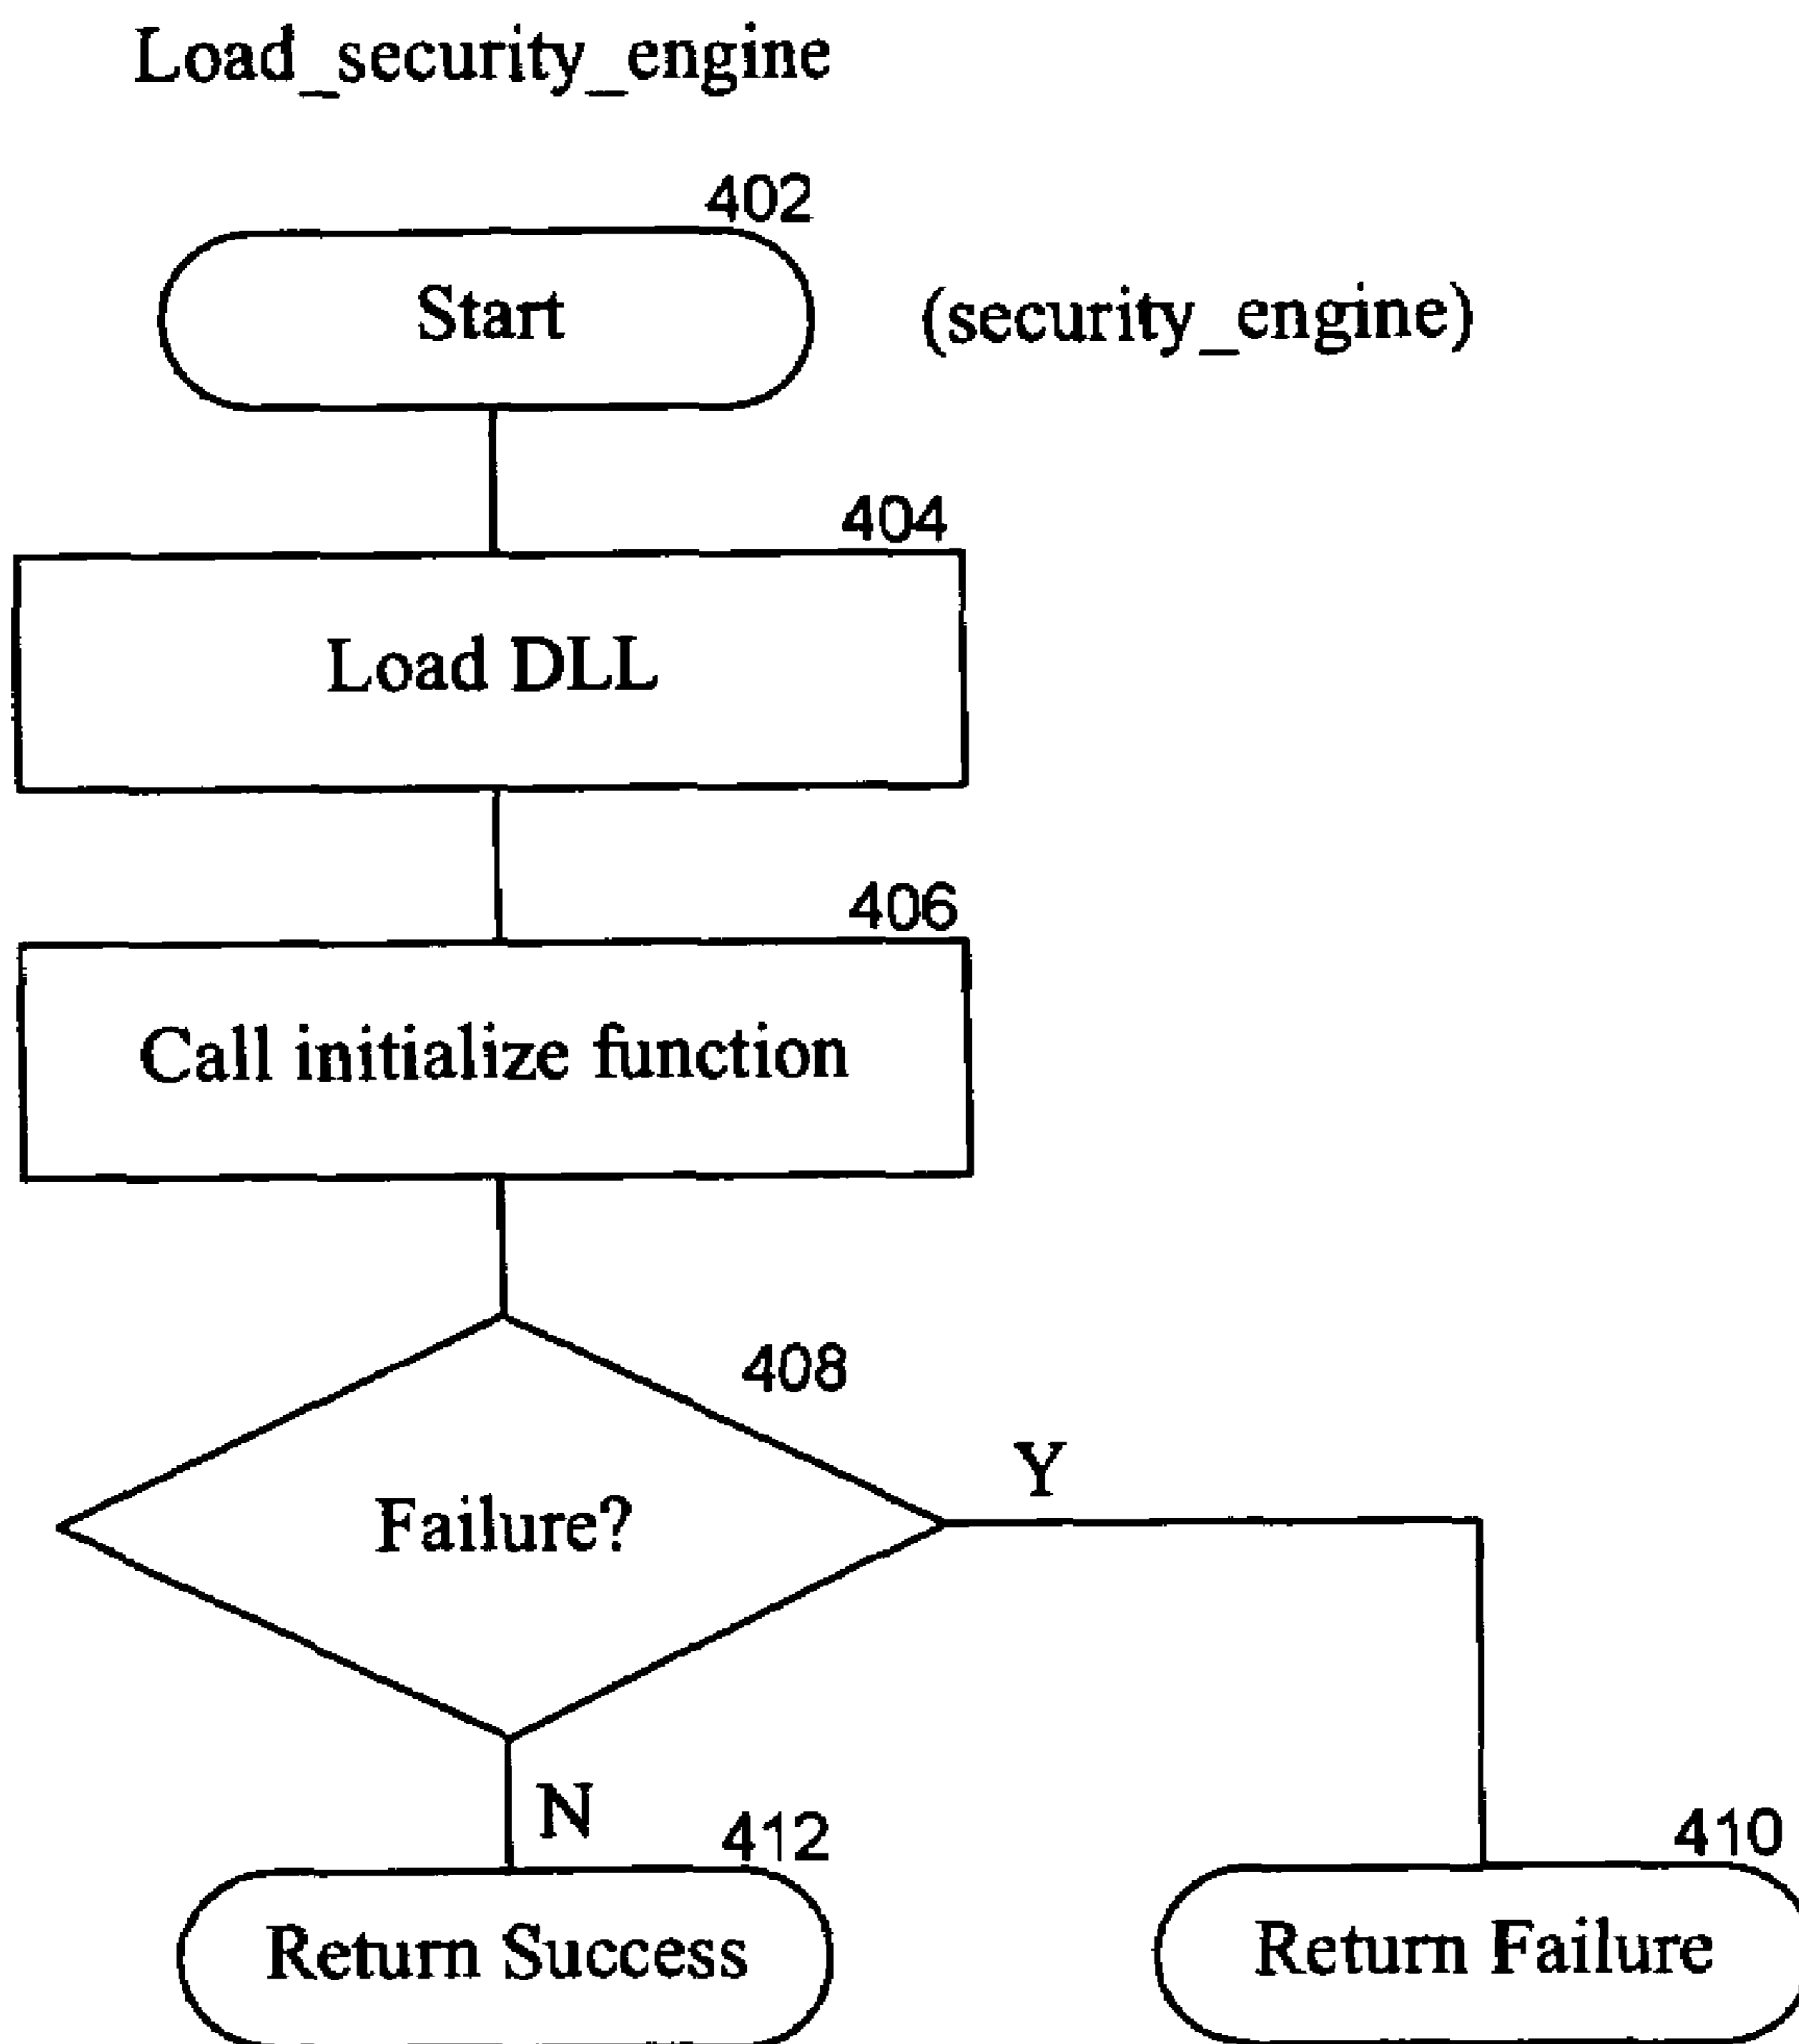 Load_security_engine
402
Start
(security_engine)
404
Load DLL
406
Call initialize function
408
Failure?
Y
N
412
410
Return Success
Return Failure